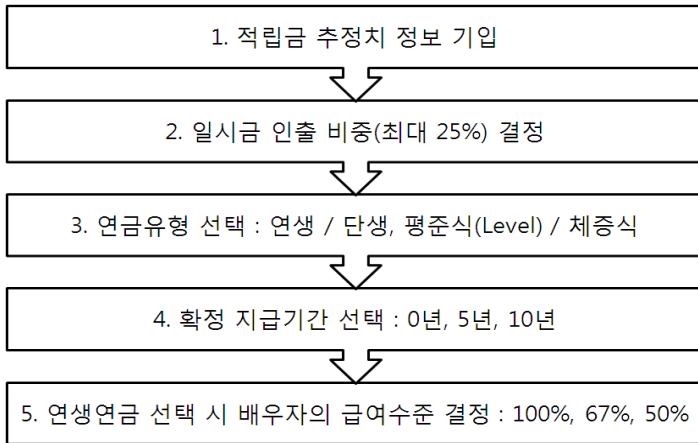 1. 적립금 추정치 정보 기입
2. 일시금 인출 비중(최대 25%) 결정
3. 연금유형 선택 : 연생 / 단생, 평준식(Level) / 체증식
4. 확정 지급기간 선택 : 0년, 5년, 10년
5. 연생연금 선택 시 배우자의 급여수준 결정 : 100%, 67%, 50%